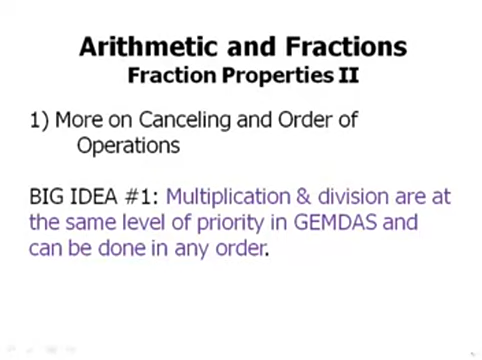 Arithmetic and Fractions
Fraction Properties II
1) More on Canceling and Order of
Operations
BIG IDEA #1: Multiplication & division are at
the same level of priority in GEMDAS and
can be done in any order.